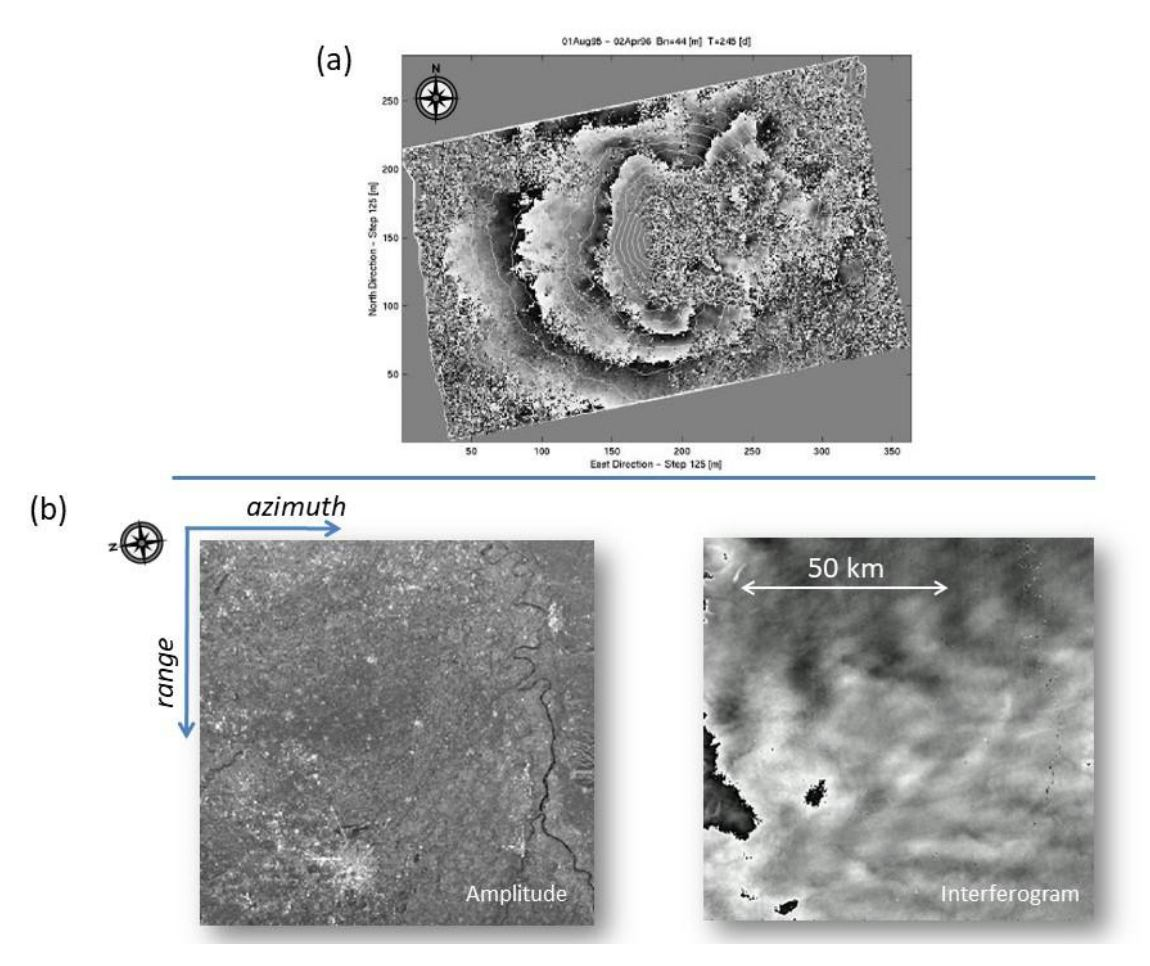 (a)
01Aug95 - 02Apr96 Bn=44 [m] T=245 [d]
N
250
200
150
100
50
North Direction - Step 125 [m]
50
100
150
200
250
300
350
East Direction - Step 125 [m]
(b)
azimuth
N
range
Amplitude
50 km
Interferogram